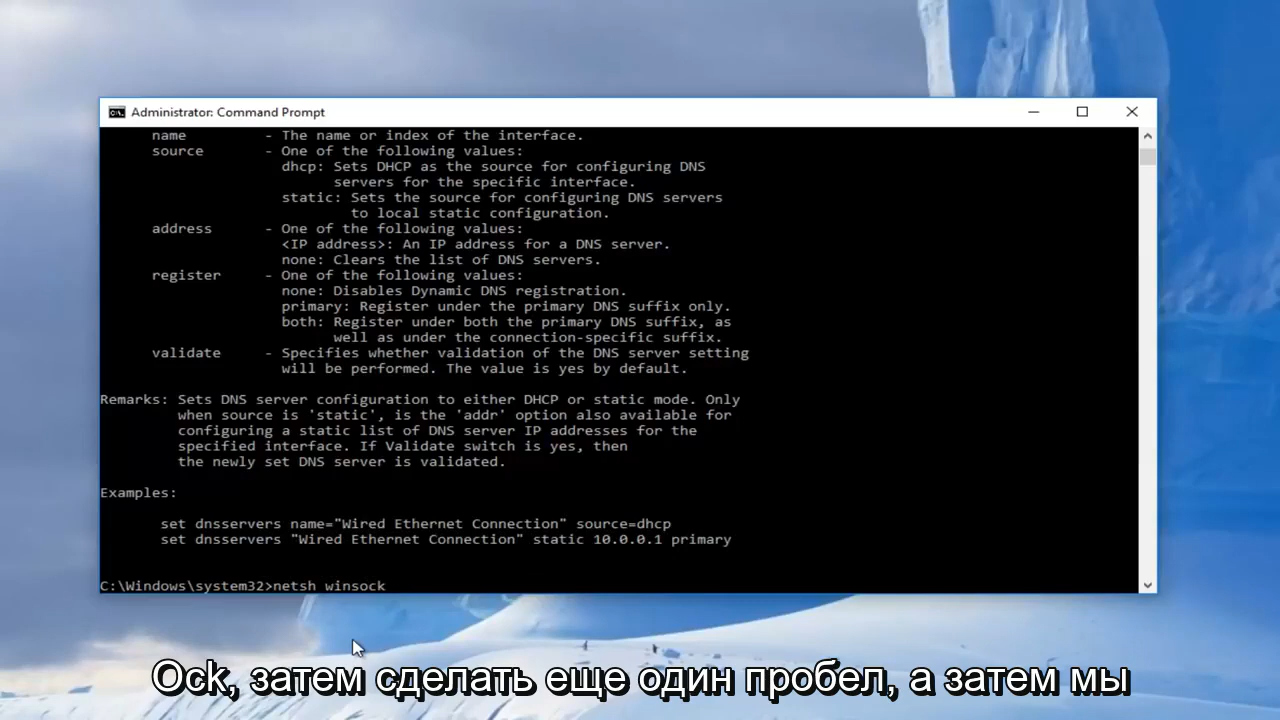 Administrator: Command Prompt
name - The name or index of the interface.
source - One of the following values:
dhcp: Sets DHCP as the source for configuring DNS
servers for the specific interface.
static: Sets the source for configuring DNS servers
to local static configuration.
address - One of the following values:
<IP address>: An IP address for a DNS server.
none: Clears the list of DNS servers.
register - One of the following values:
none: Disables Dynamic DNS registration.
primary: Register under the primary DNS suffix only.
both: Register under both the primary DNS suffix, as
well as under the connection-specific suffix.
validate - Specifies whether validation of the DNS server setting
will be performed. The value is yes by default.
Remarks: Sets DNS server configuration to either DHCP or static mode. Only
when source is 'static', is the 'addr' option also available for
configuring a static list of DNS server IP addresses for the
specified interface. If Validate switch is yes, then
the newly set DNS server is validated.
Examples:
set dnsservers name="Wired Ethernet Connection" source=dhcp
set dnsservers "Wired Ethernet Connection" static 10.0.0.1 primary
C:\Windows\system32>netsh winsock
Ock, затем сделать еще один пробел, а затем мы